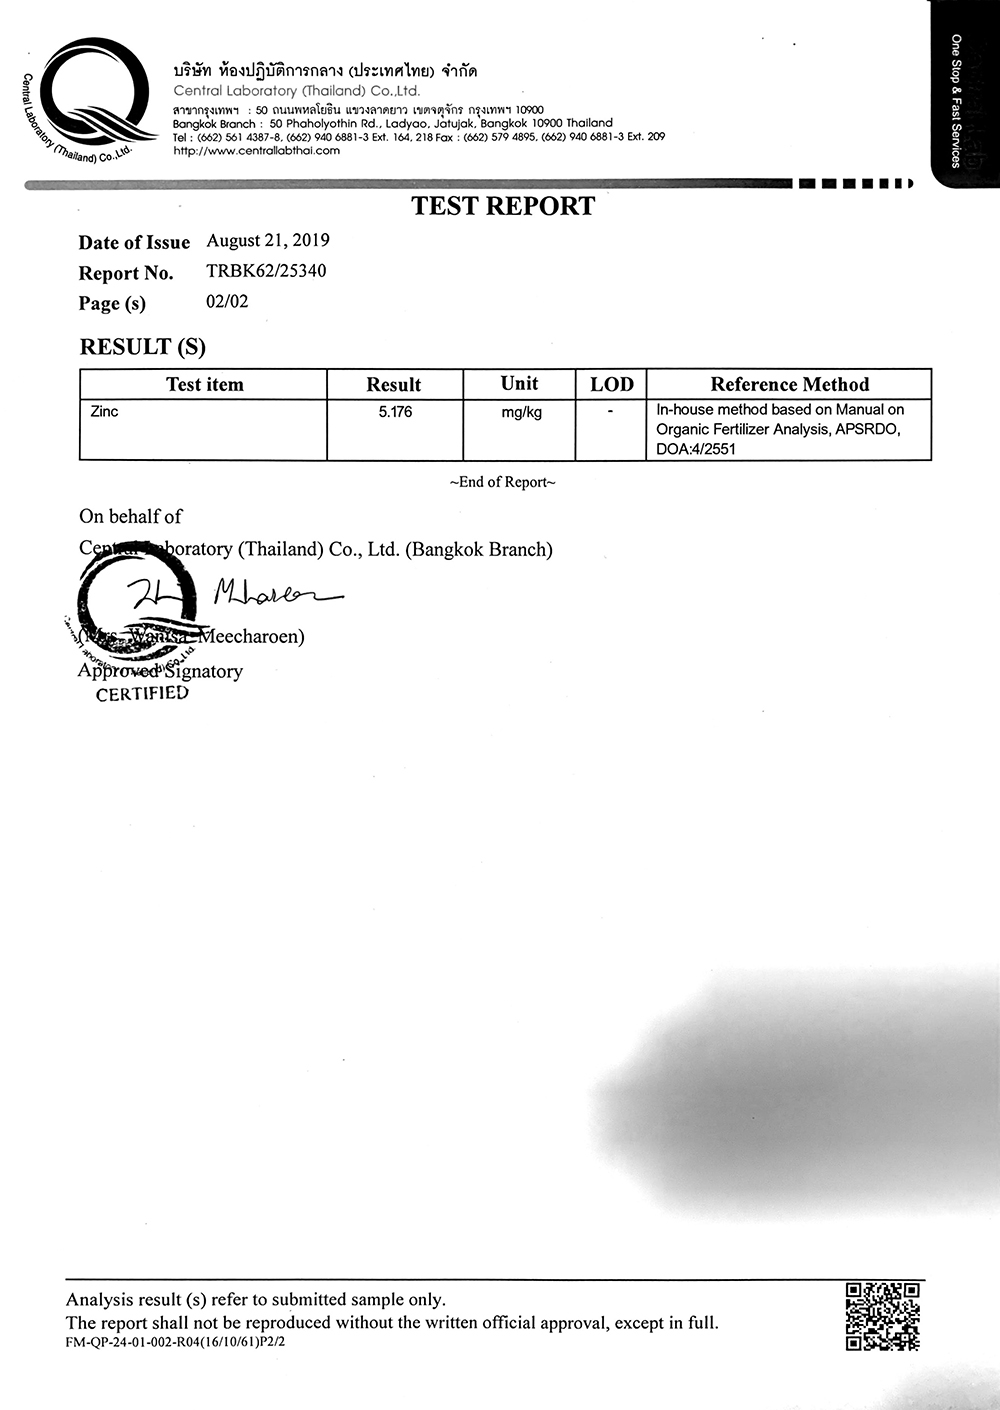 Central Laboratory (Thailand) Co.,Ltd.
บริษัท ห้องปฏิบัติการกลาง (ประเทศไทย) จำกัด
Central Laboratory (Thailand) Co.,Ltd.
สาขากรุงเทพฯ : 50 ถนนพหลโยธิน แขวงลาดยาว เขตจตุจักร กรุงเทพฯ 10900
Bangkok Branch : 50 Phaholyothin Rd., Ladyao, Jatujak, Bangkok 10900 Thailand
Tel : (662) 561 4387-8, (662) 940 6881-3 Ext. 164, 218 Fax : (662) 579 4895, (662) 940 6881-3 Ext. 209
http://www.centrallabthai.com
One Stop & Fast Services
TEST REPORT
Date of Issue August 21, 2019
Report No. TRBK62/25340
Page (s) 02/02
RESULT (S)
Test item Result Unit LOD Reference Method
Zinc 5.176 mg/kg - In-house method based on Manual on
Organic Fertilizer Analysis, APSRDO,
DOA:4/2551
~End of Report~
On behalf of
Central Laboratory (Thailand) Co., Ltd. (Bangkok Branch)
(Mrs. Wanisa Meecharoen)
Approved Signatory
CERTIFIED
Analysis result (s) refer to submitted sample only.
The report shall not be reproduced without the written official approval, except in full.
FM-QP-24-01-002-R04(16/10/61)P2/2